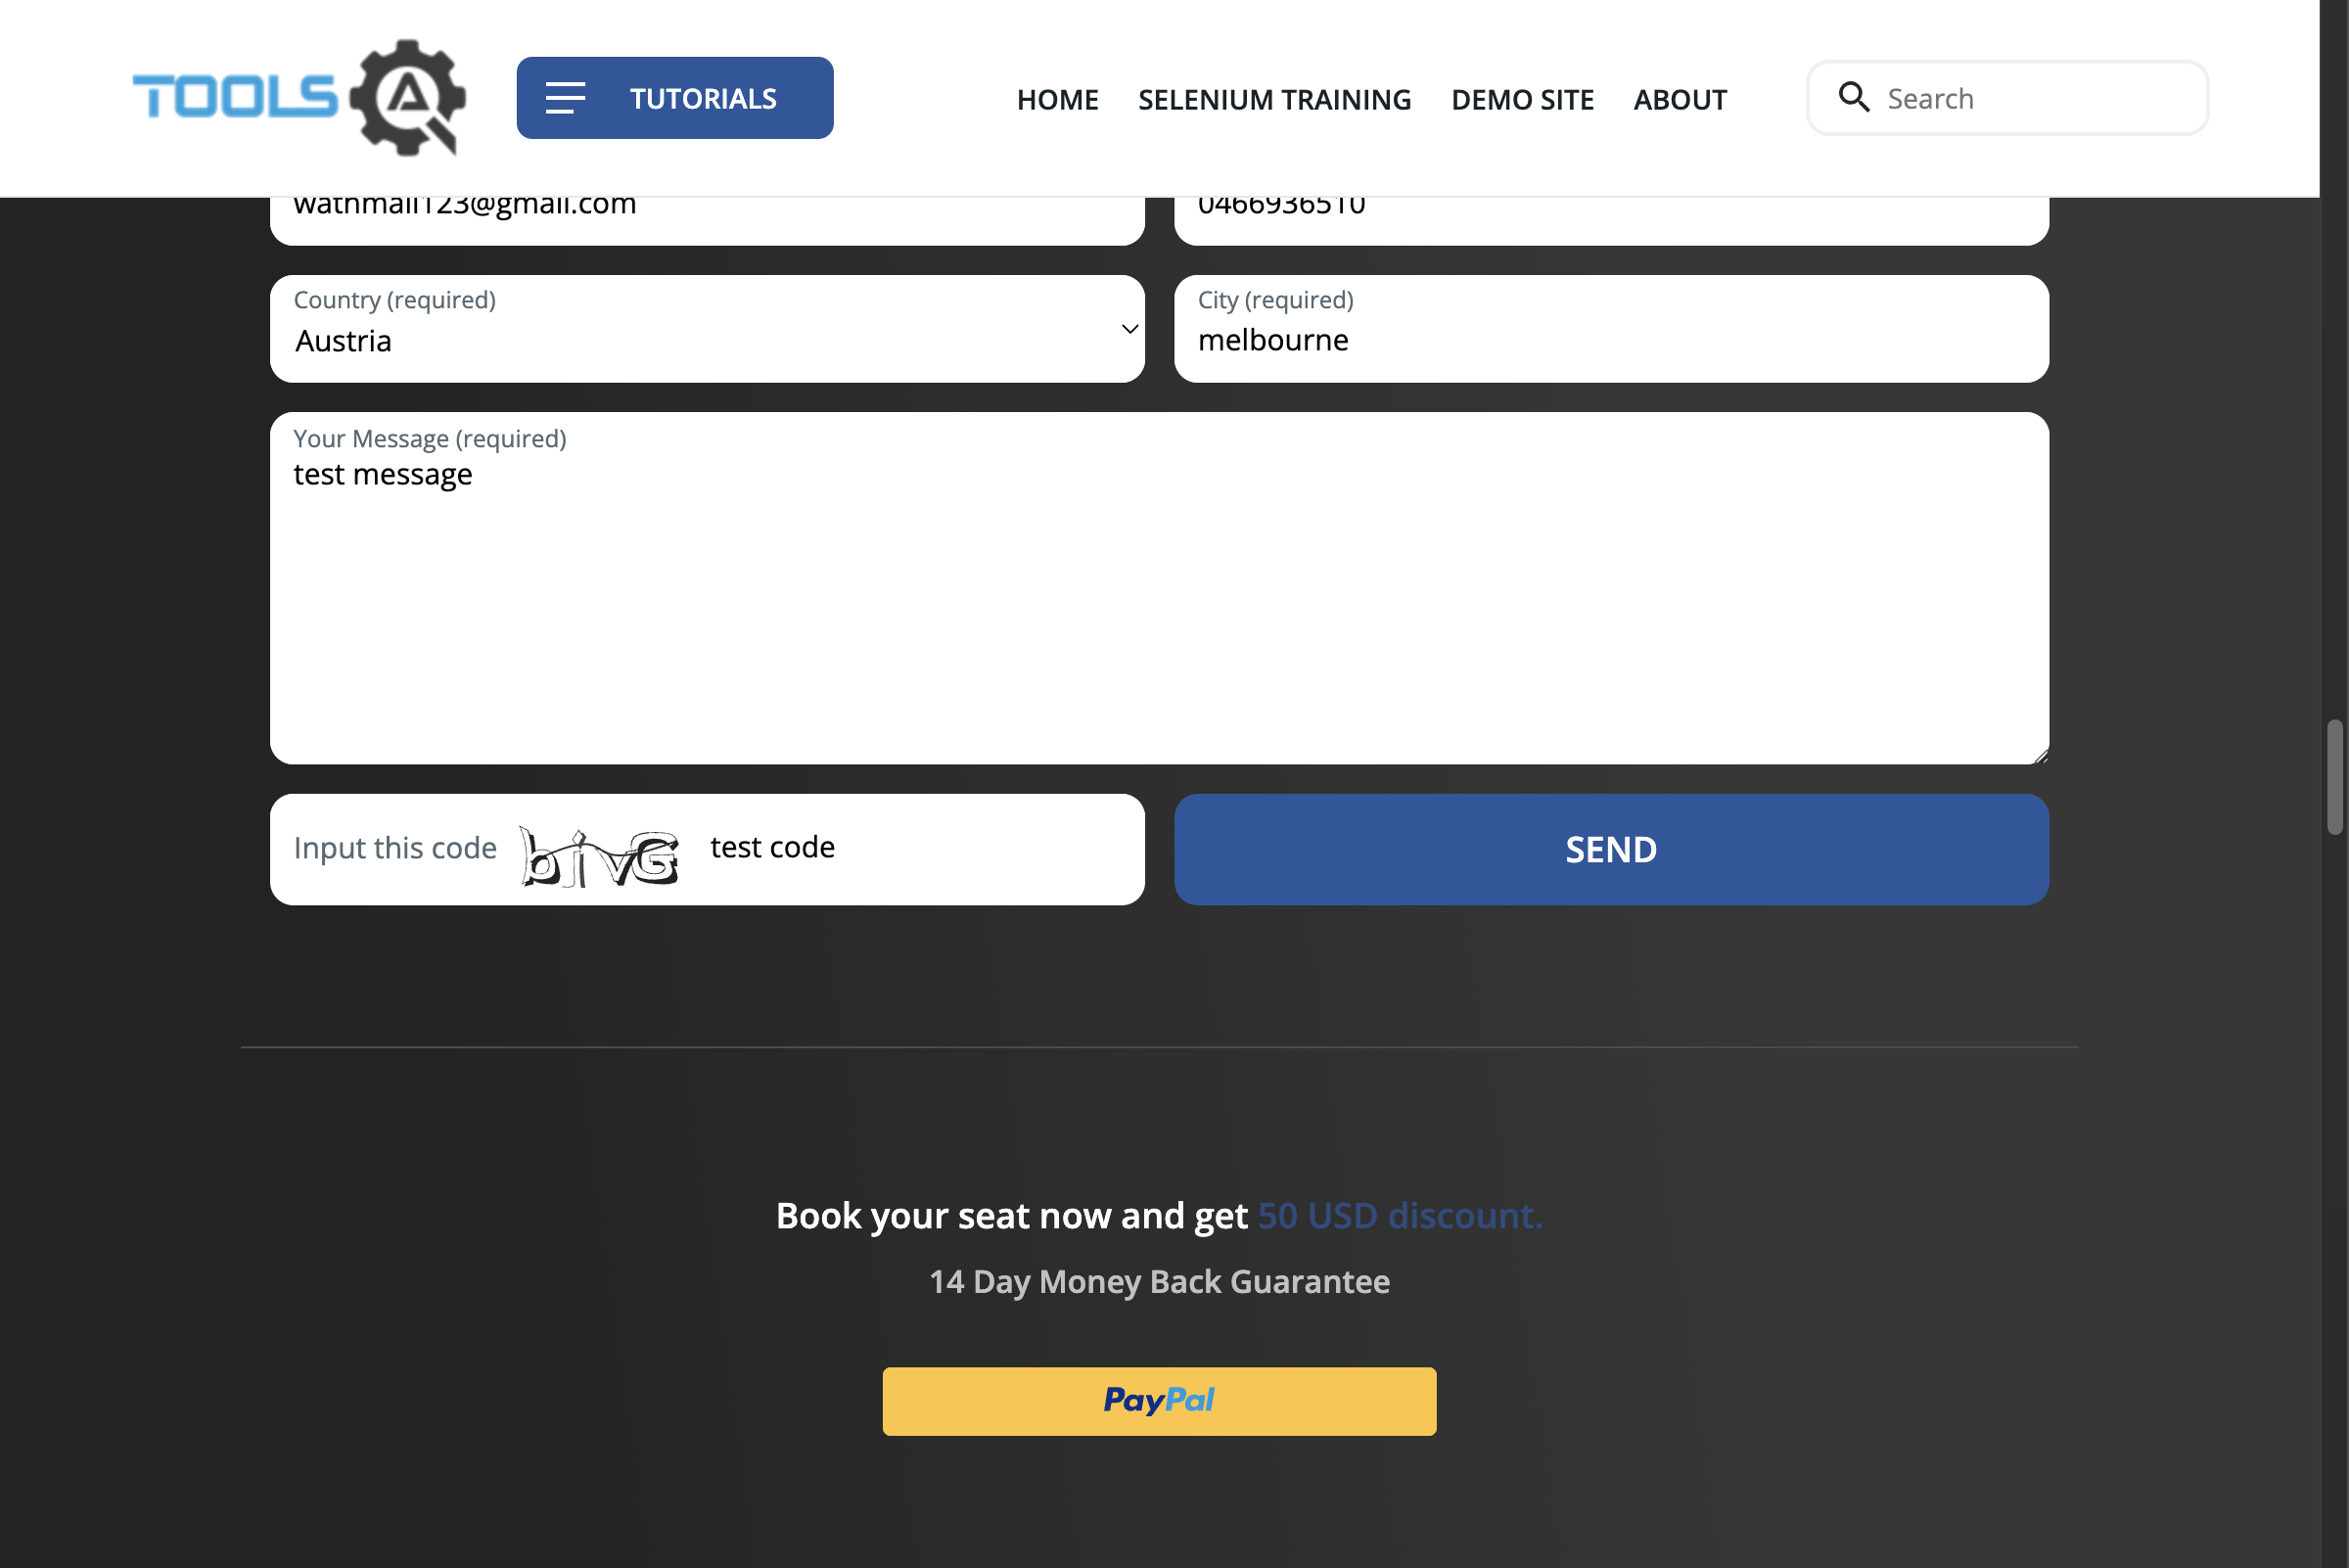 TOOLS QA
TUTORIALS
HOME SELENIUM TRAINING DEMO SITE ABOUT
Search
wathmail123@gmail.com 0466936510
Country (required) City (required)
Austria melbourne
Your Message (required)
test message
Input this code test code
SEND
Book your seat now and get 50 USD discount.
14 Day Money Back Guarantee
PayPal